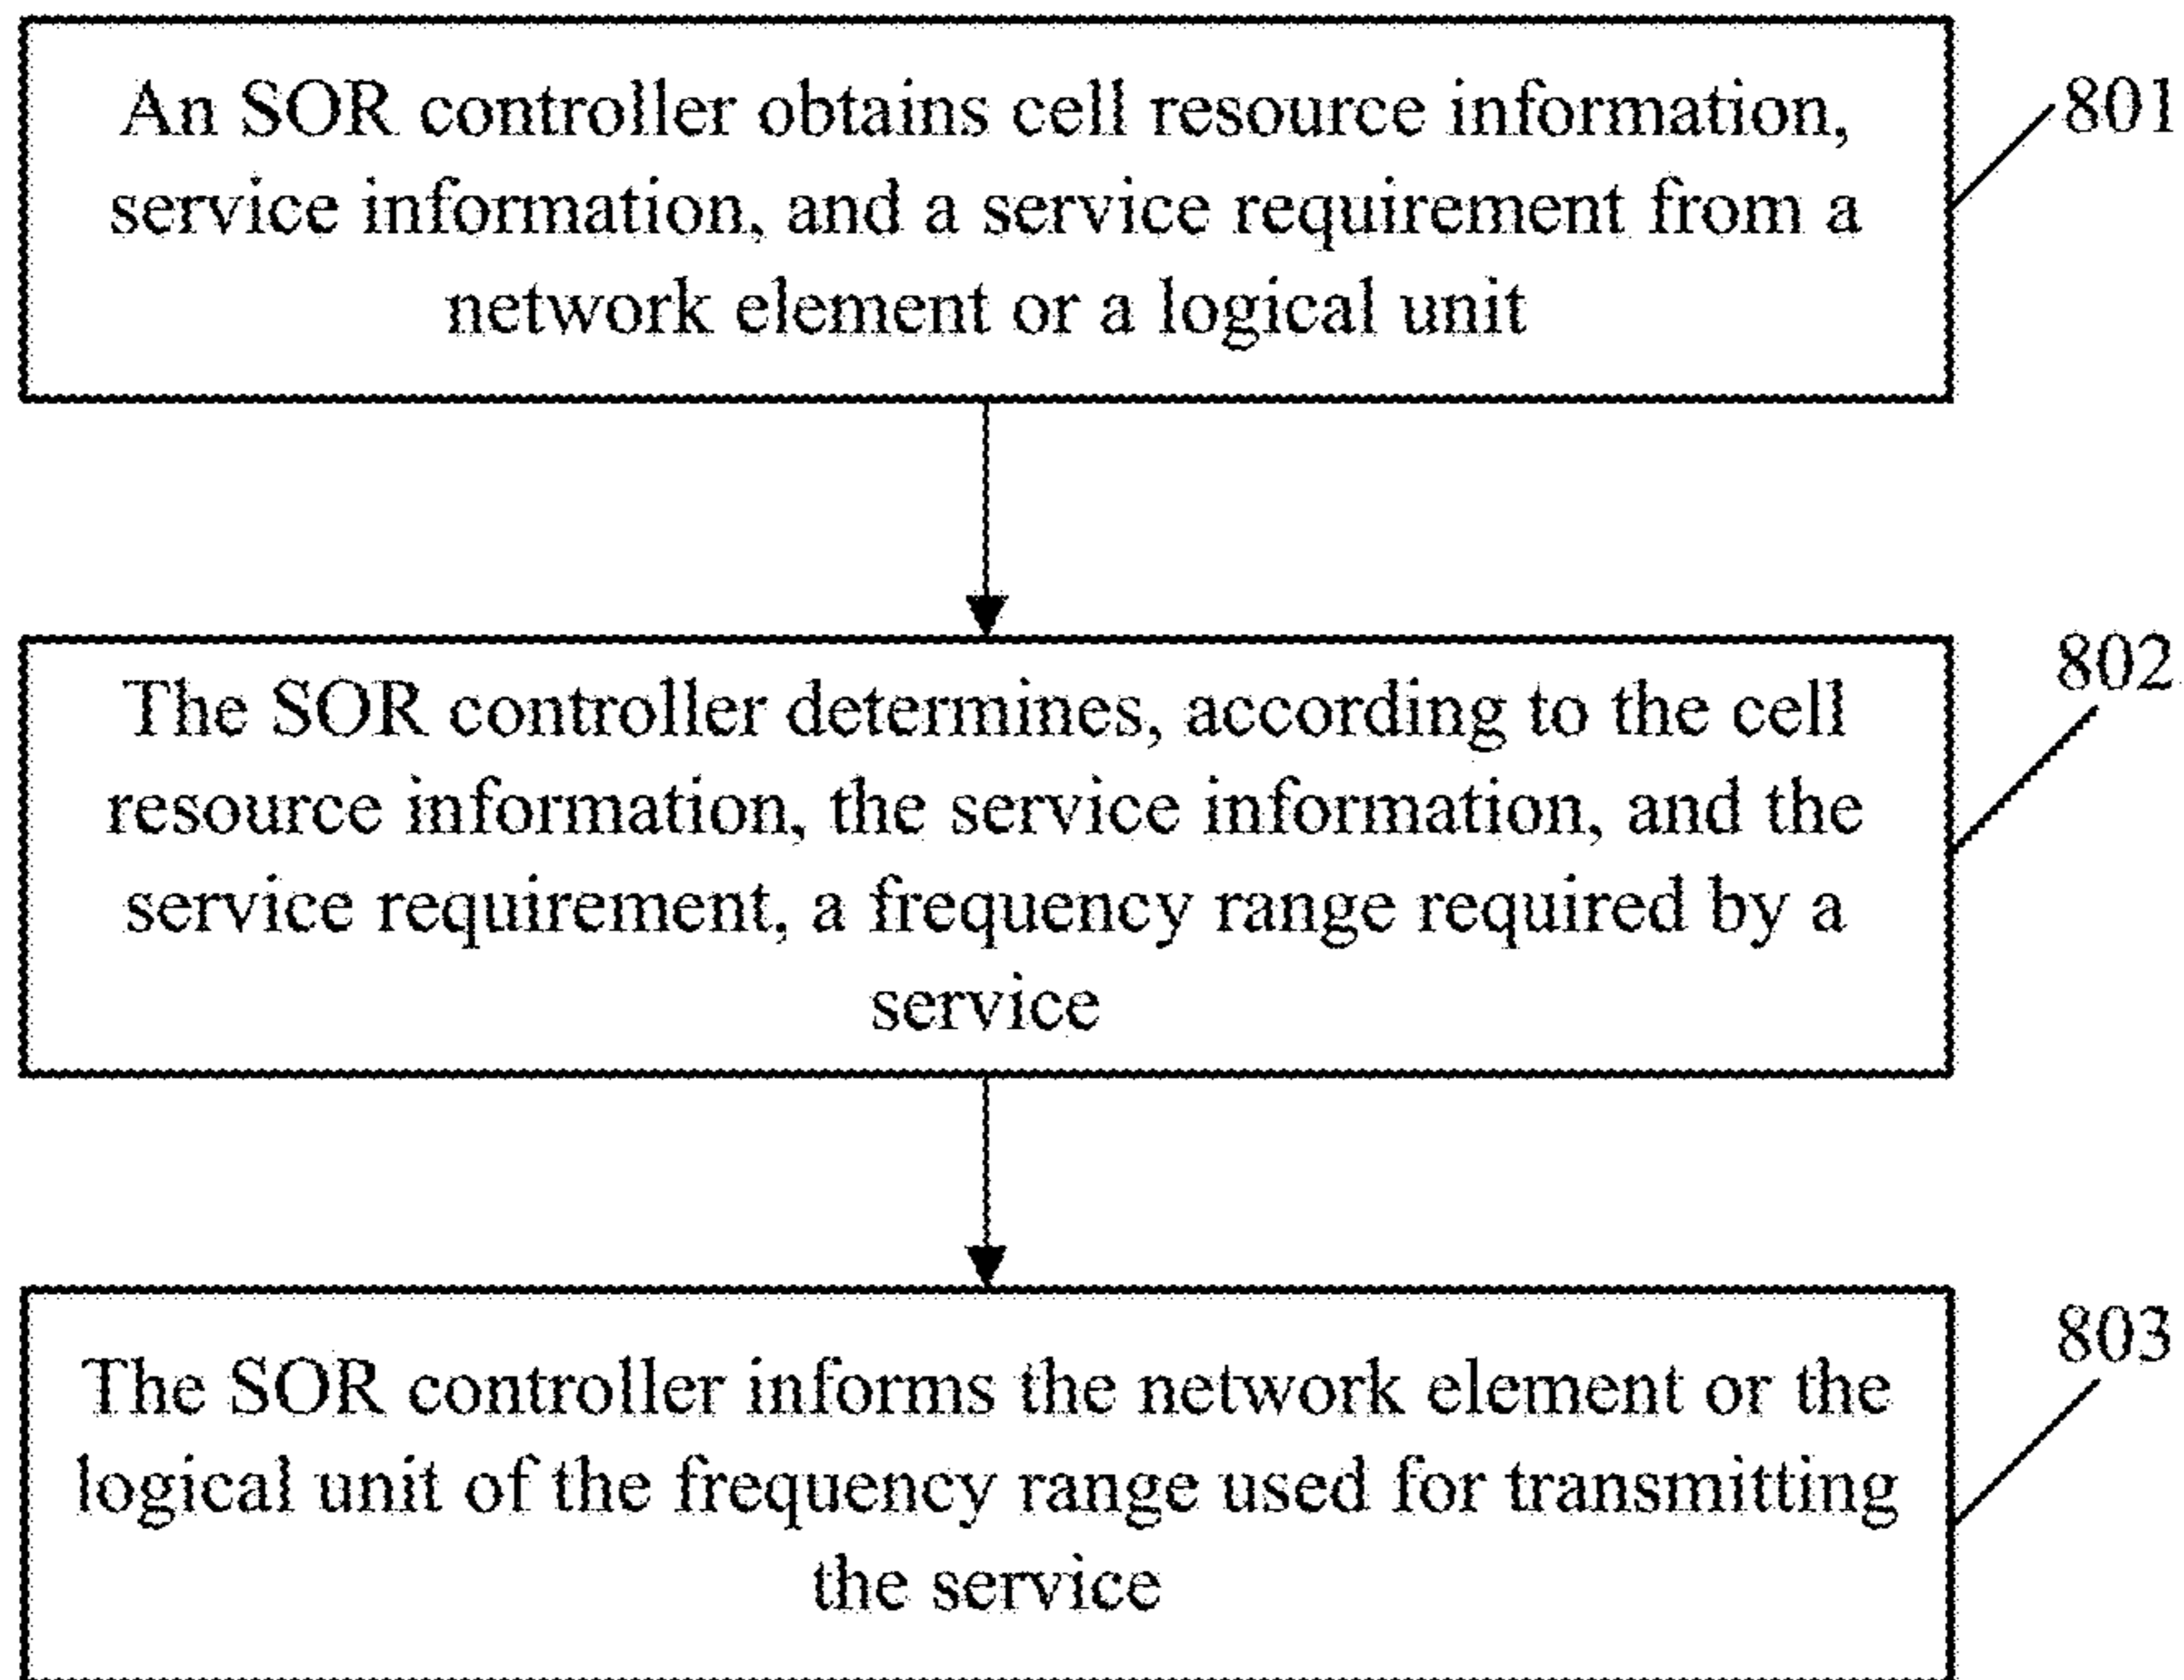 An SOR controller obtains cell resource information,
service information, and a service requirement from a
network element or a logical unit
801
The SOR controller determines, according to the cell
resource information, the service information, and the
service requirement, a frequency range required by a
service
802
The SOR controller informs the network element or the
logical unit of the frequency range used for transmitting
the service
803